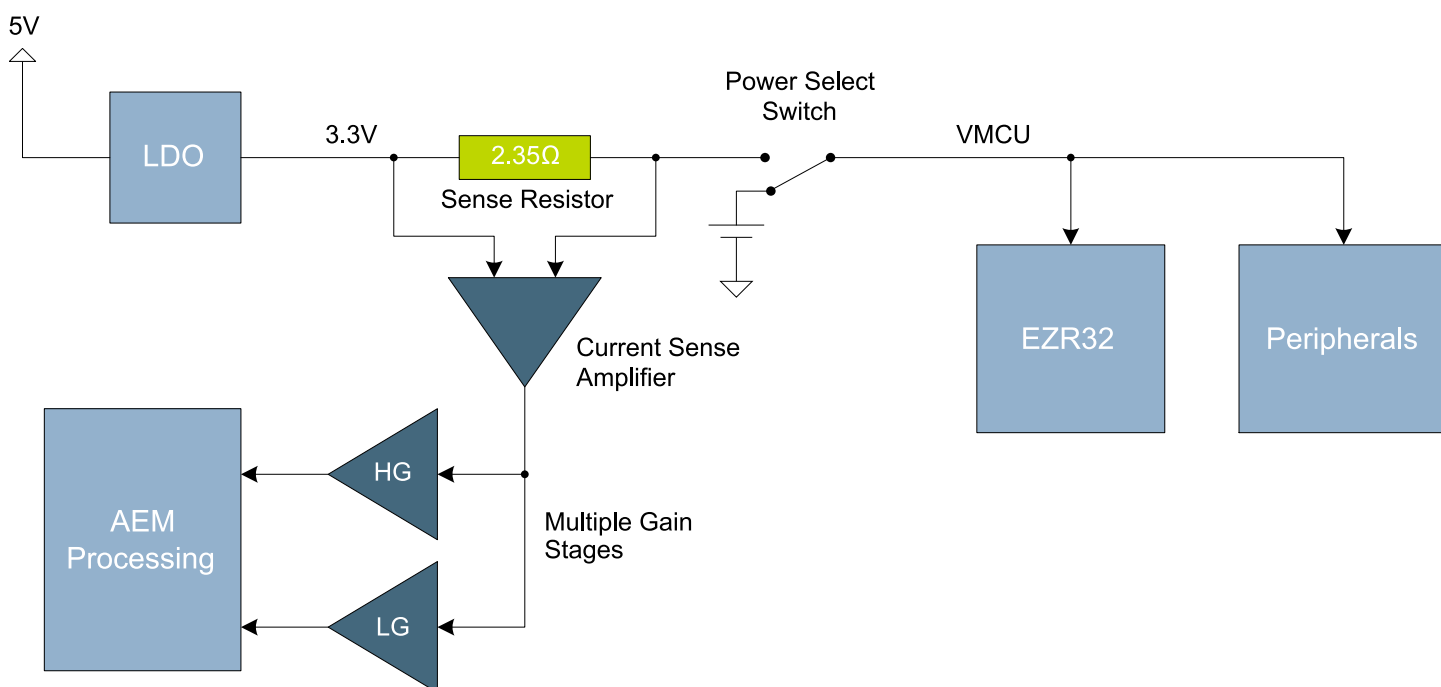 5V
LDO
3.3V
2.35Ω
Sense Resistor
Power Select
Switch
VMCU
Current Sense
Amplifier
EZR32
Peripherals
HG
AEM
Processing
Multiple Gain
Stages
LG